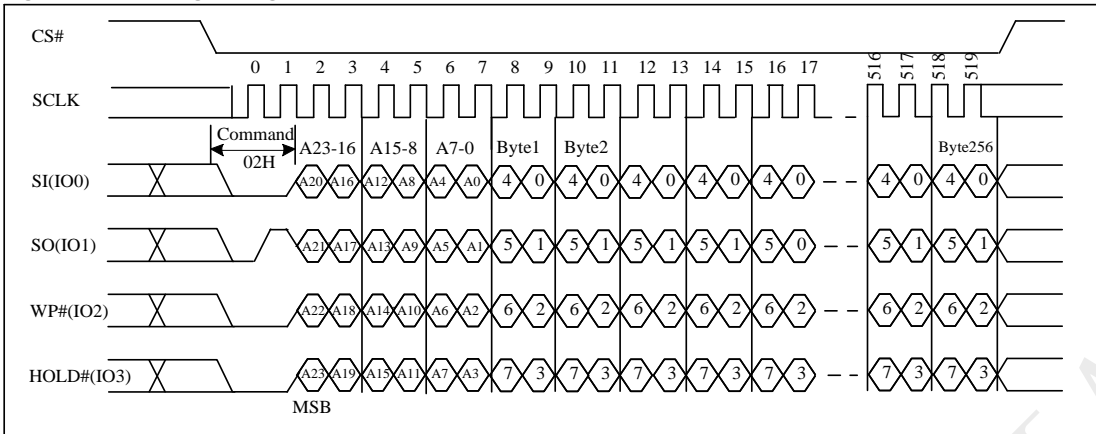 CS#
0 1 2 3 4 5 6 7 8 9 10 11 12 13 14 15 16 17 516 517 518 519
SCLK
Command
02H
A23-16 A15-8 A7-0 Byte1 Byte2 Byte256
SI(IO0) A20 A16 A12 A8 A4 A0 4 0 4 0 4 0 4 0 4 0 4 0 4 0
SO(IO1) A21 A17 A13 A9 A5 A1 5 1 5 1 5 1 5 1 5 0 5 1 5 1
WP#(IO2) A22 A18 A14 A10 A6 A2 6 2 6 2 6 2 6 2 6 2 6 2 6 2
HOLD#(IO3) A23 A19 A15 A11 A7 A3 7 3 7 3 7 3 7 3 7 3 7 3 7 3
MSB